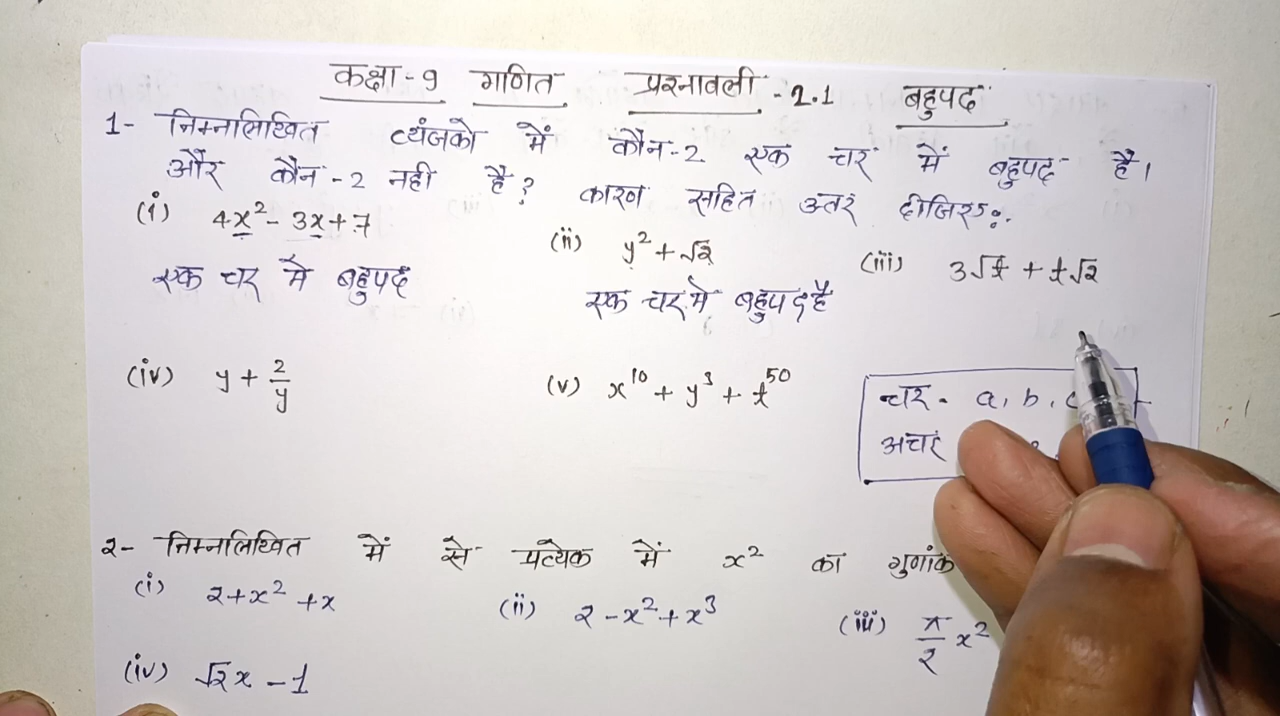 कक्षा-9 गणित प्रश्नावली-2.1 बहुपद
1- निम्नलिखित व्यंजको में कौन-2 एक चर में बहुपद है।
और कौन-2 नही है? कारण सहित उत्तर दीजिए:.
(i) 4x² - 3x + 7
(ii) y² + √2
(iii) 3√t + t√2
एक चर मे बहुपद
एक चर मे बहुपद है
(iv) y + 2/y
(v) x¹⁰ + y³ + t⁵⁰
चर - a, b, c
अचर
2- निम्नलिखित में से प्रत्येक में x² का गुणांक
(i) 2 + x² + x
(ii) 2 - x² + x³
(iii) π/2 x²
(iv) √2x - 1